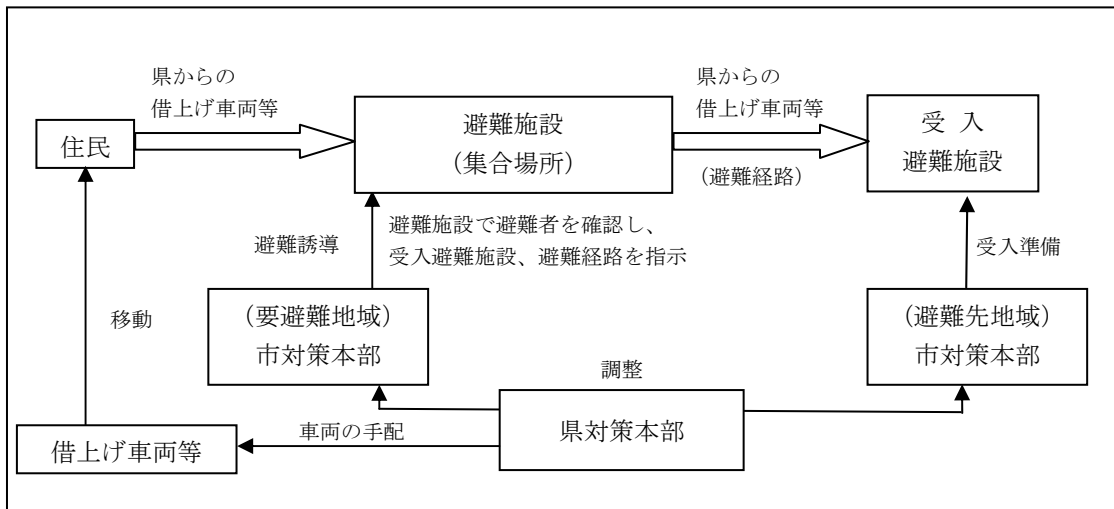 県からの
借上げ車両等
県からの
借上げ車両等
住民
避難施設
(集合場所)
受 入
避難施設
(避難経路)
避難誘導
避難施設で避難者を確認し、
受入避難施設、避難経路を指示
受入準備
移動
(要避難地域)
市対策本部
(避難先地域)
市対策本部
調整
県対策本部
車両の手配
借上げ車両等